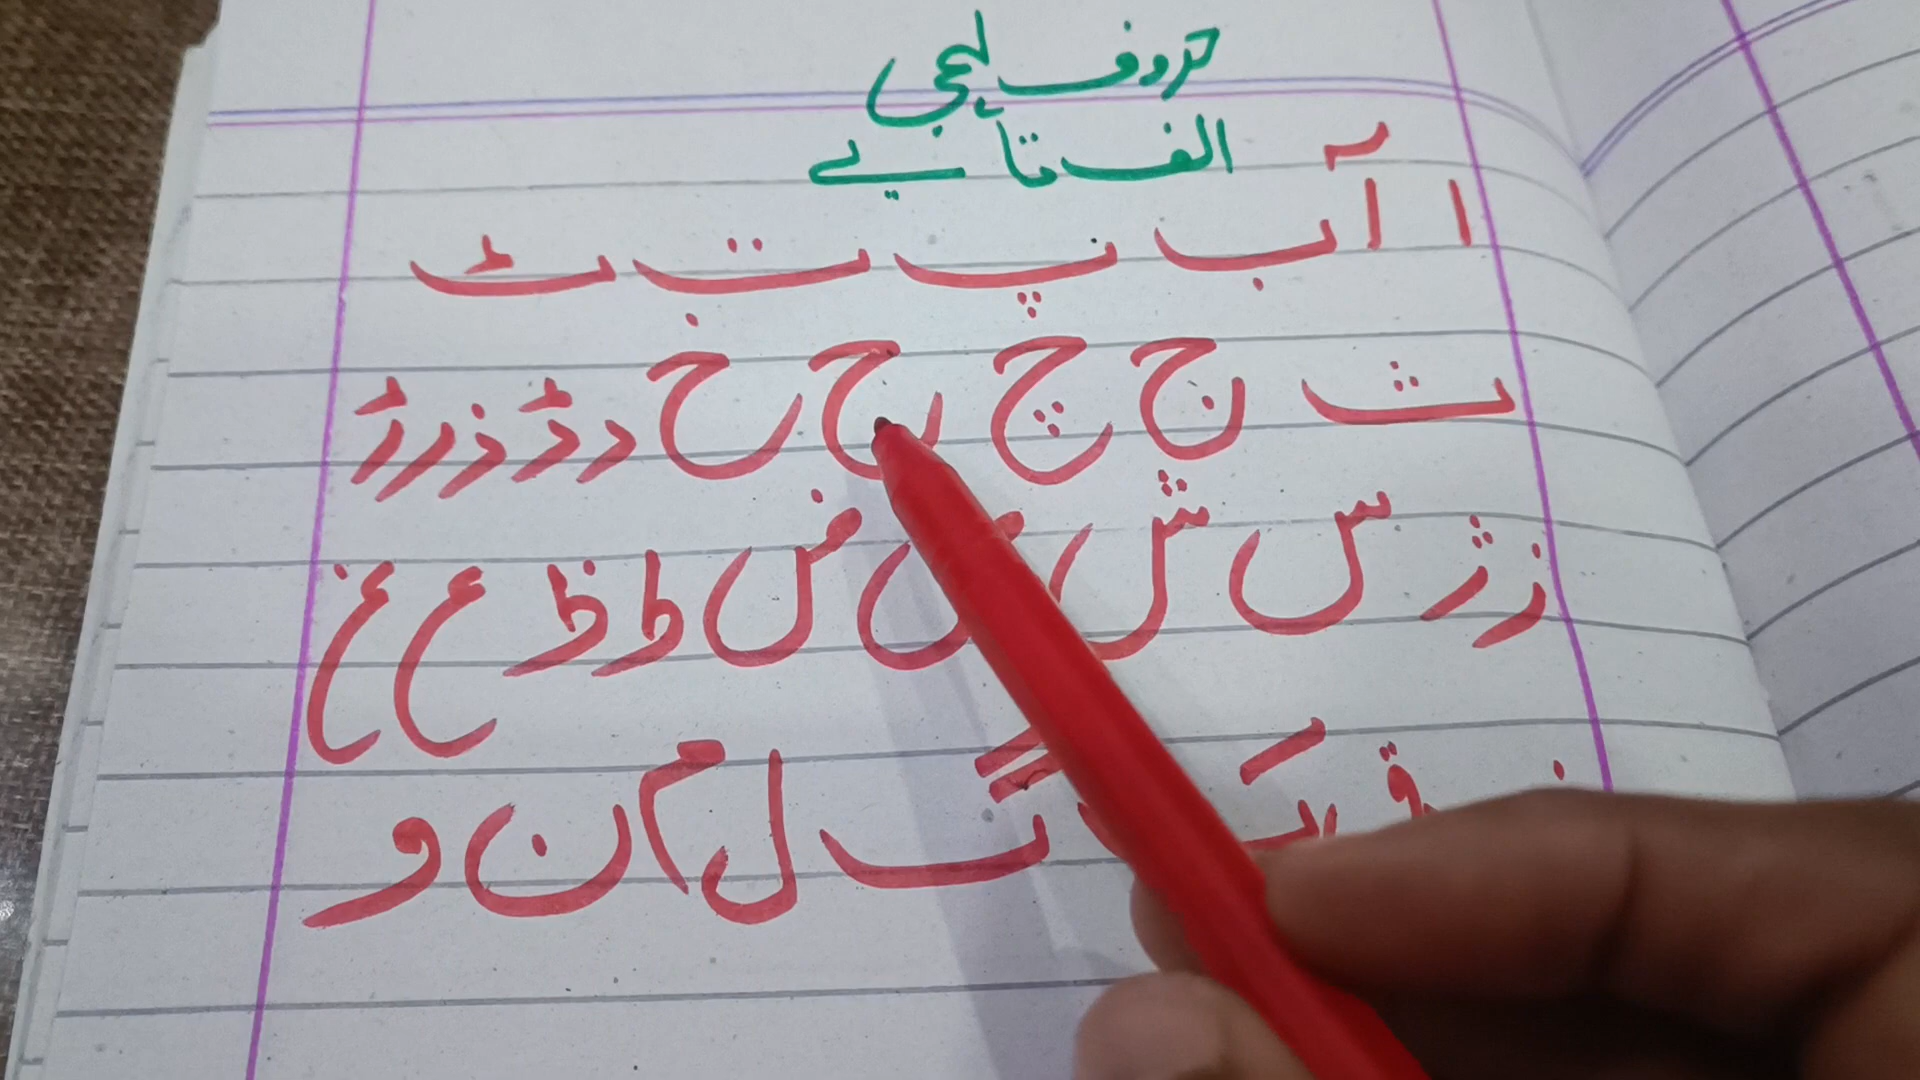 حروف تہجی
الف تا یے
ا آ ب پ ت ٹ
ث ج چ ح خ د ڈ ذ ر ڑ
ز ژ س ش ص ض ط ظ ع غ
ف ق ک گ ل م ن و